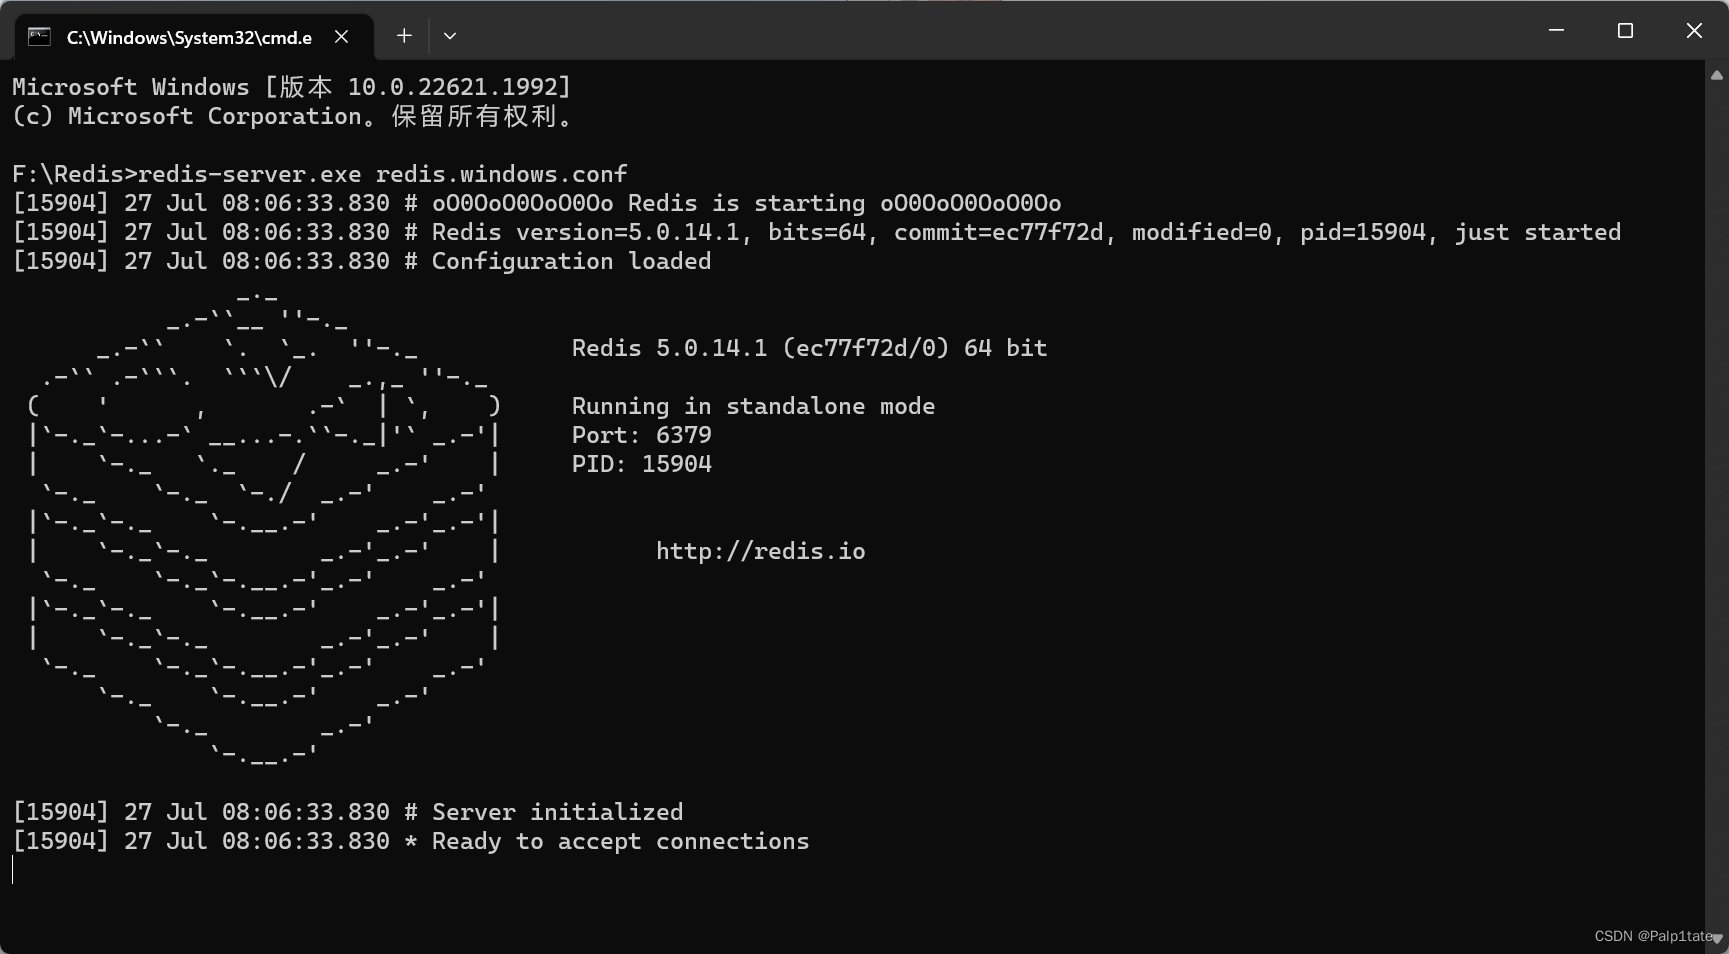 C:\Windows\System32\cmd.e
Microsoft Windows [版本 10.0.22621.1992]
(c) Microsoft Corporation。保留所有权利。
F:\Redis>redis-server.exe redis.windows.conf
[15904] 27 Jul 08:06:33.830 # oO0OoO0OoO0Oo Redis is starting oO0OoO0OoO0Oo
[15904] 27 Jul 08:06:33.830 # Redis version=5.0.14.1, bits=64, commit=ec77f72d, modified=0, pid=15904, just started
[15904] 27 Jul 08:06:33.830 # Configuration loaded
Redis 5.0.14.1 (ec77f72d/0) 64 bit
Running in standalone mode
Port: 6379
PID: 15904
http://redis.io
[15904] 27 Jul 08:06:33.830 # Server initialized
[15904] 27 Jul 08:06:33.830 * Ready to accept connections
CSDN @Palp1tate